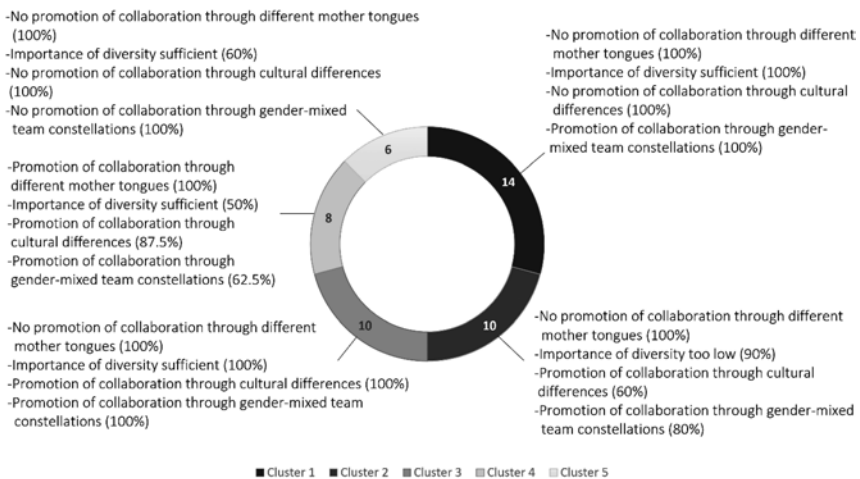 -No promotion of collaboration through different mother tongues
(100%)
-Importance of diversity sufficient (60%)
-No promotion of collaboration through cultural differences
(100%)
-No promotion of collaboration through gender-mixed
team constellations (100%)
-No promotion of collaboration through different
mother tongues (100%)
-Importance of diversity sufficient (100%)
-No promotion of collaboration through cultural
differences (100%)
-Promotion of collaboration through gender-
mixed team constellations (100%)
6
14
-Promotion of collaboration through
different mother tongues (100%)
-Importance of diversity sufficient (50%)
-Promotion of collaboration through
cultural differences (87.5%)
-Promotion of collaboration through
gender-mixed team constellations (62.5%)
8
10
10
-No promotion of collaboration through different
mother tongues (100%)
-Importance of diversity sufficient (100%)
-Promotion of collaboration through cultural differences (100%)
-Promotion of collaboration through gender-mixed team
constellations (100%)
-No promotion of collaboration through different
mother tongues (100%)
-Importance of diversity too low (90%)
-Promotion of collaboration through cultural
differences (60%)
-Promotion of collaboration through gender-mixed
team constellations (80%)
Cluster 1 Cluster 2 Cluster 3 Cluster 4 Cluster 5